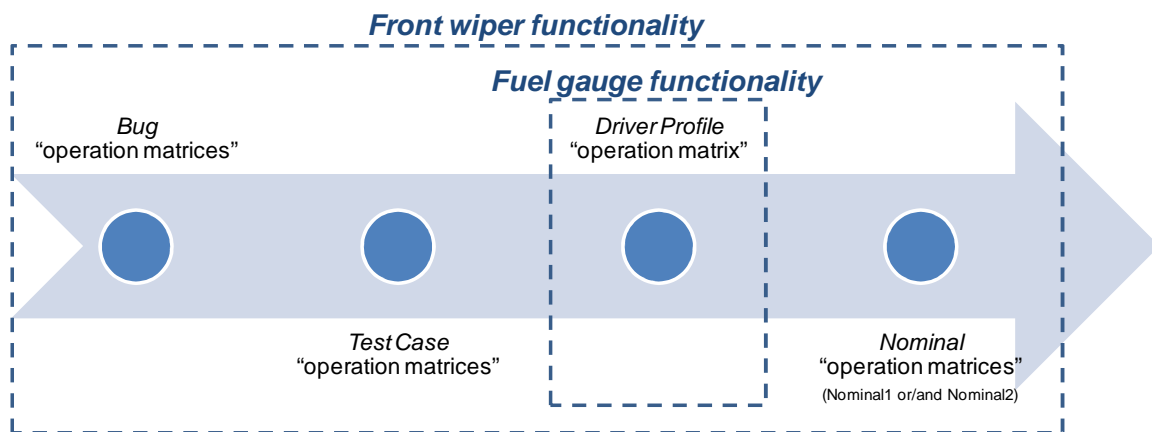 Front wiper functionality
Fuel gauge functionality
Bug
“operation matrices”
Driver Profile
“operation matrix”
Test Case
“operation matrices”
Nominal
“operation matrices”
(Nominal1 or/and Nominal2)